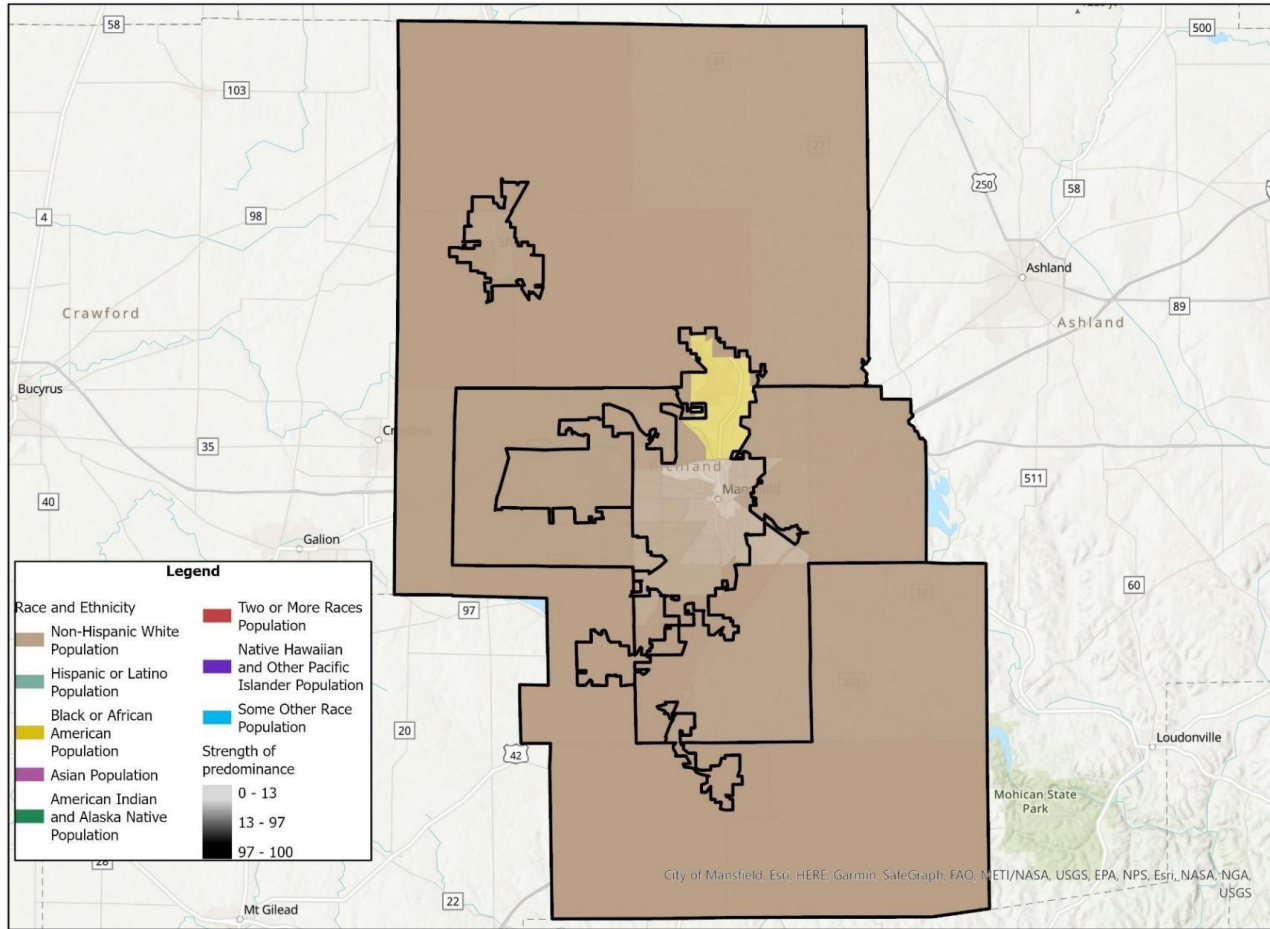 58
500
103
81
77
250
58
4
98
Ashland
Crawford
89
Ashland
Bucyrus
35
511
40
Richland
Mansfield
Galion
60
97
39
Legend
Race and Ethnicity
Non-Hispanic White
Population
Hispanic or Latino
Population
Black or African
American
Population
Asian Population
American Indian
and Alaska Native
Population
Two or More Races
Population
Native Hawaiian
and Other Pacific
Islander Population
Some Other Race
Population
Strength of
predominance
0 - 13
13 - 97
97 - 100
603
20
42
Loudonville
Mohican State
Park
28
22
Mt Gilead
City of Mansfield, Esri, HERE, Garmin, SafeGraph, FAO, METI/NASA, USGS, EPA, NPS, Esri, NASA, NGA,
USGS